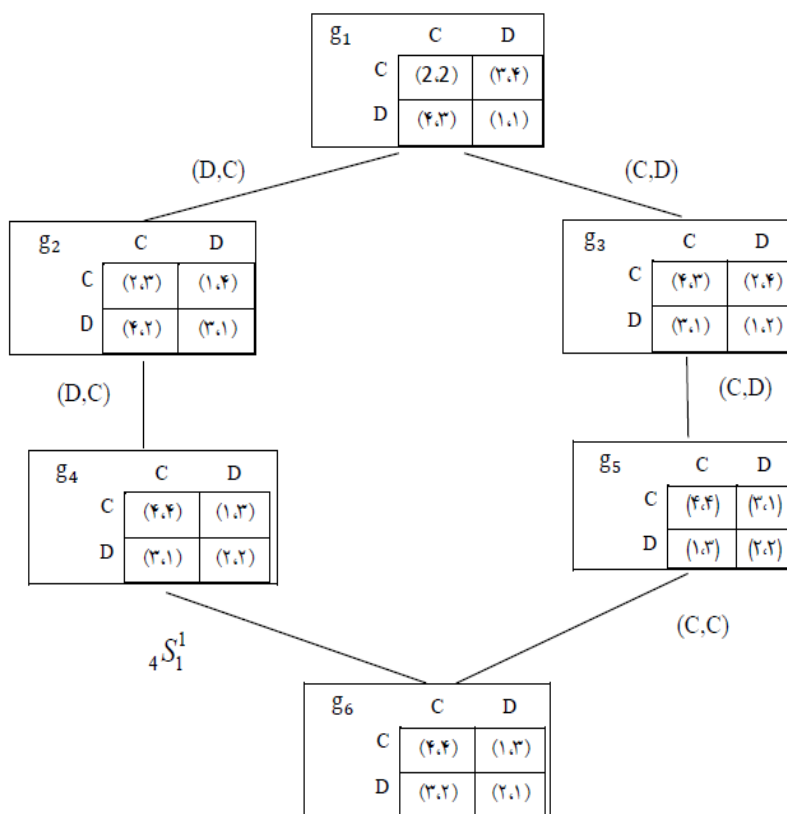 g₁ C D
C (2،2) (۳،۴)
D (۴،۳) (۱،۱)
(D,C)
(C,D)
g₂ C D
C (۲،۳) (۱،۴)
D (۴،۲) (۳،۱)
g₃ C D
C (۴،۳) (۲،۴)
D (۳،۱) (۱،۲)
(D,C)
(C,D)
g₄ C D
C (۴،۴) (۱،۳)
D (۳،۱) (۲،۲)
g₅ C D
C (۴،۴) (۳،۱)
D (۱،۳) (۲،۲)
₄S₁¹
(C,C)
g₆ C D
C (۴،۴) (۱،۳)
D (۳،۲) (۲،۱)